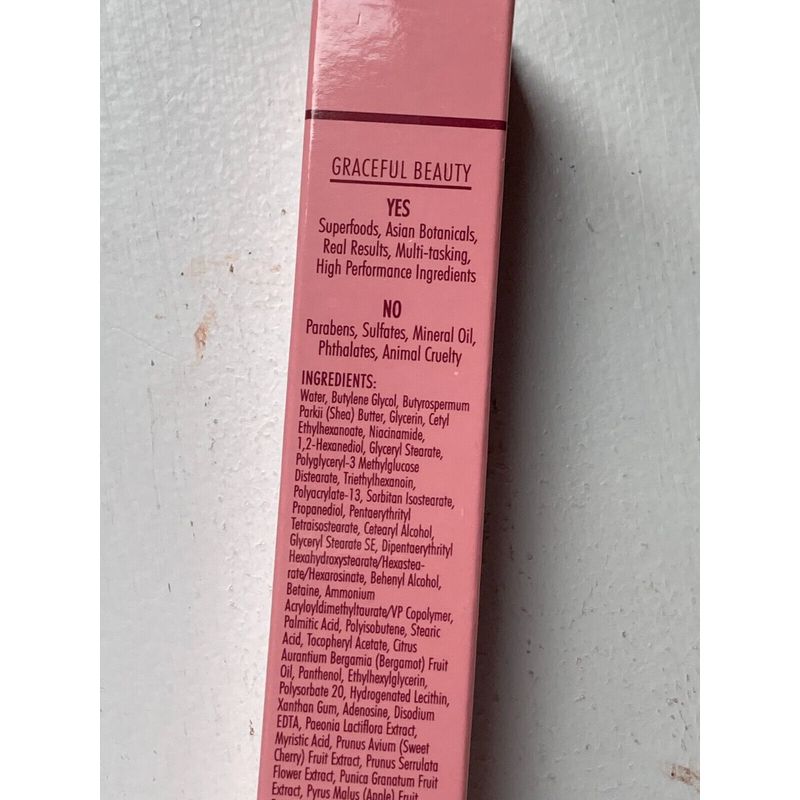 GRACEFUL BEAUTY
YES
Superfoods, Asian Botanicals,
Real Results, Multi-tasking,
High Performance Ingredients
NO
Parabens, Sulfates, Mineral Oil,
Phthalates, Animal Cruelty
INGREDIENTS:
Water, Butylene Glycol, Butyrospermum
Parkii (Shea) Butter, Glycerin, Cetyl
Ethylhexanoate, Niacinamide,
1,2-Hexanediol, Glyceryl Stearate,
Polyglyceryl-3 Methylglucose
Distearate, Triethylhexanoin,
Polyacrylate-13, Sorbitan Isostearate,
Propanediol, Pentaerythrityl
Tetraisostearate, Cetearyl Alcohol,
Glyceryl Stearate SE, Dipentaerythrityl
Hexahydroxystearate/Hexastea-
rate/Hexarosinate, Behenyl Alcohol,
Betaine, Ammonium
Acryloyldimethyltaurate/VP Copolymer,
Palmitic Acid, Polyisobutene, Stearic
Acid, Tocopheryl Acetate, Citrus
Aurantium Bergamia (Bergamot) Fruit
Oil, Panthenol, Ethylhexylglycerin,
Polysorbate 20, Hydrogenated Lecithin,
Xanthan Gum, Adenosine, Disodium
EDTA, Paeonia Lactiflora Extract,
Myristic Acid, Prunus Avium (Sweet
Cherry) Fruit Extract, Prunus Serrulata
Flower Extract, Punica Granatum Fruit
Extract, Pyrus Malus (Apple) Fruit